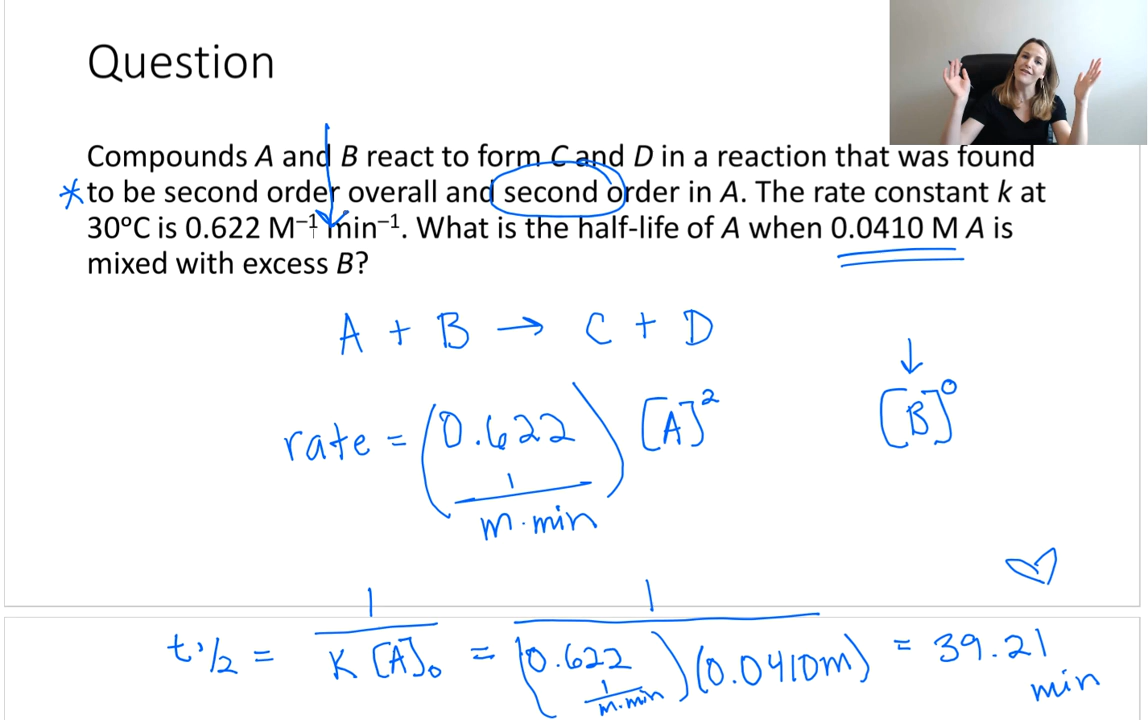 Question
Compounds A and B react to form C and D in a reaction that was found
* to be second order overall and second order in A. The rate constant k at
30°C is 0.622 M⁻¹ min⁻¹. What is the half-life of A when 0.0410 M A is
mixed with excess B?
A + B → C + D
rate = (0.622 1/M·min) [A]² [B]⁰
t1/2 = 1/K[A]₀ = 1/(0.622 1/M·min)(0.0410M) = 39.21 min